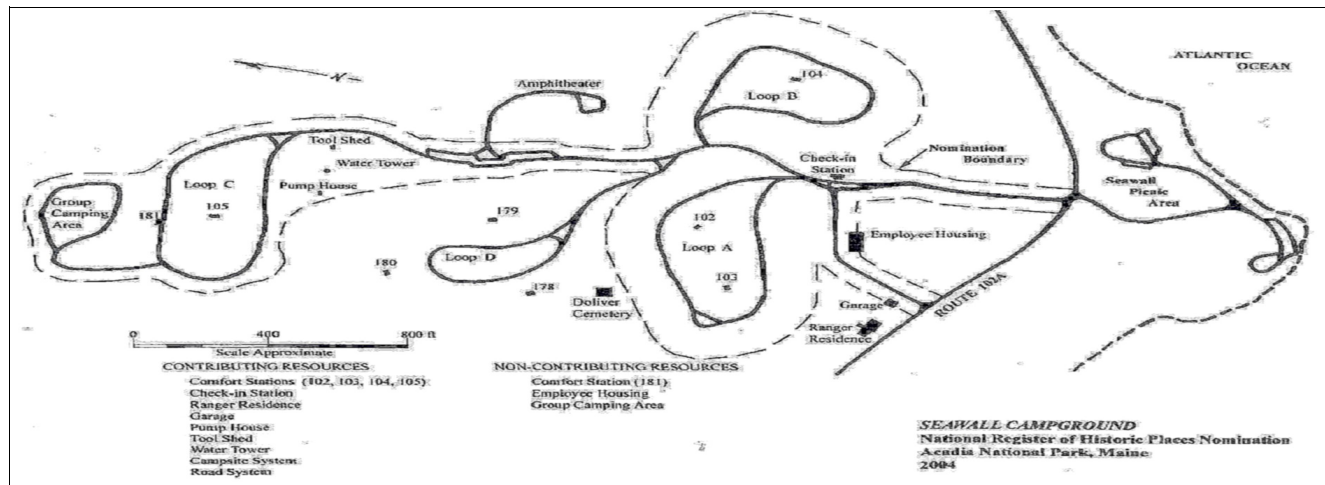 ATLANTIC
OCEAN
N
Amphitheater
104
Loop B
Tool Shed
Water Tower
Nomination
Boundary
Check-in
Station
Loop C
Pump House
Seawall
Picnic
Area
Group
Camping
Area
181
105
179
102
Employee Housing
Loop A
Loop D
180
103
178
Doliver
Cemetery
Garage
ROUTE 102A
Ranger
Residence
0 400 800 ft
Scale Approximate
CONTRIBUTING RESOURCES
Comfort Stations (102, 103, 104, 105)
Check-in Station
Ranger Residence
Garage
Pump House
Tool Shed
Water Tower
Campsite System
Road System
NON-CONTRIBUTING RESOURCES
Comfort Station (181)
Employee Housing
Group Camping Area
SEAWALL CAMPGROUND
National Register of Historic Places Nomination
Acadia National Park, Maine
2004